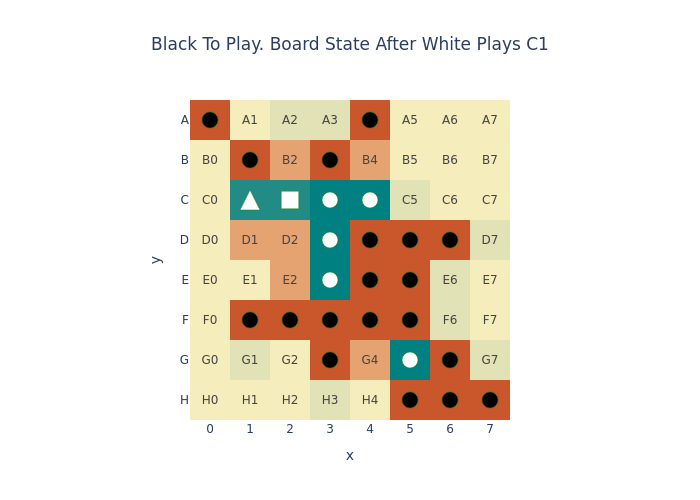 Black To Play. Board State After White Plays C1
A A1 A2 A3 A5 A6 A7
B B0 B2 B4 B5 B6 B7
C C0 C5 C6 C7
D D0 D1 D2 D7
E E0 E1 E2 E6 E7
F F0 F6 F7
G G0 G1 G2 G4 G7
H H0 H1 H2 H3 H4
0 1 2 3 4 5 6 7
x
y